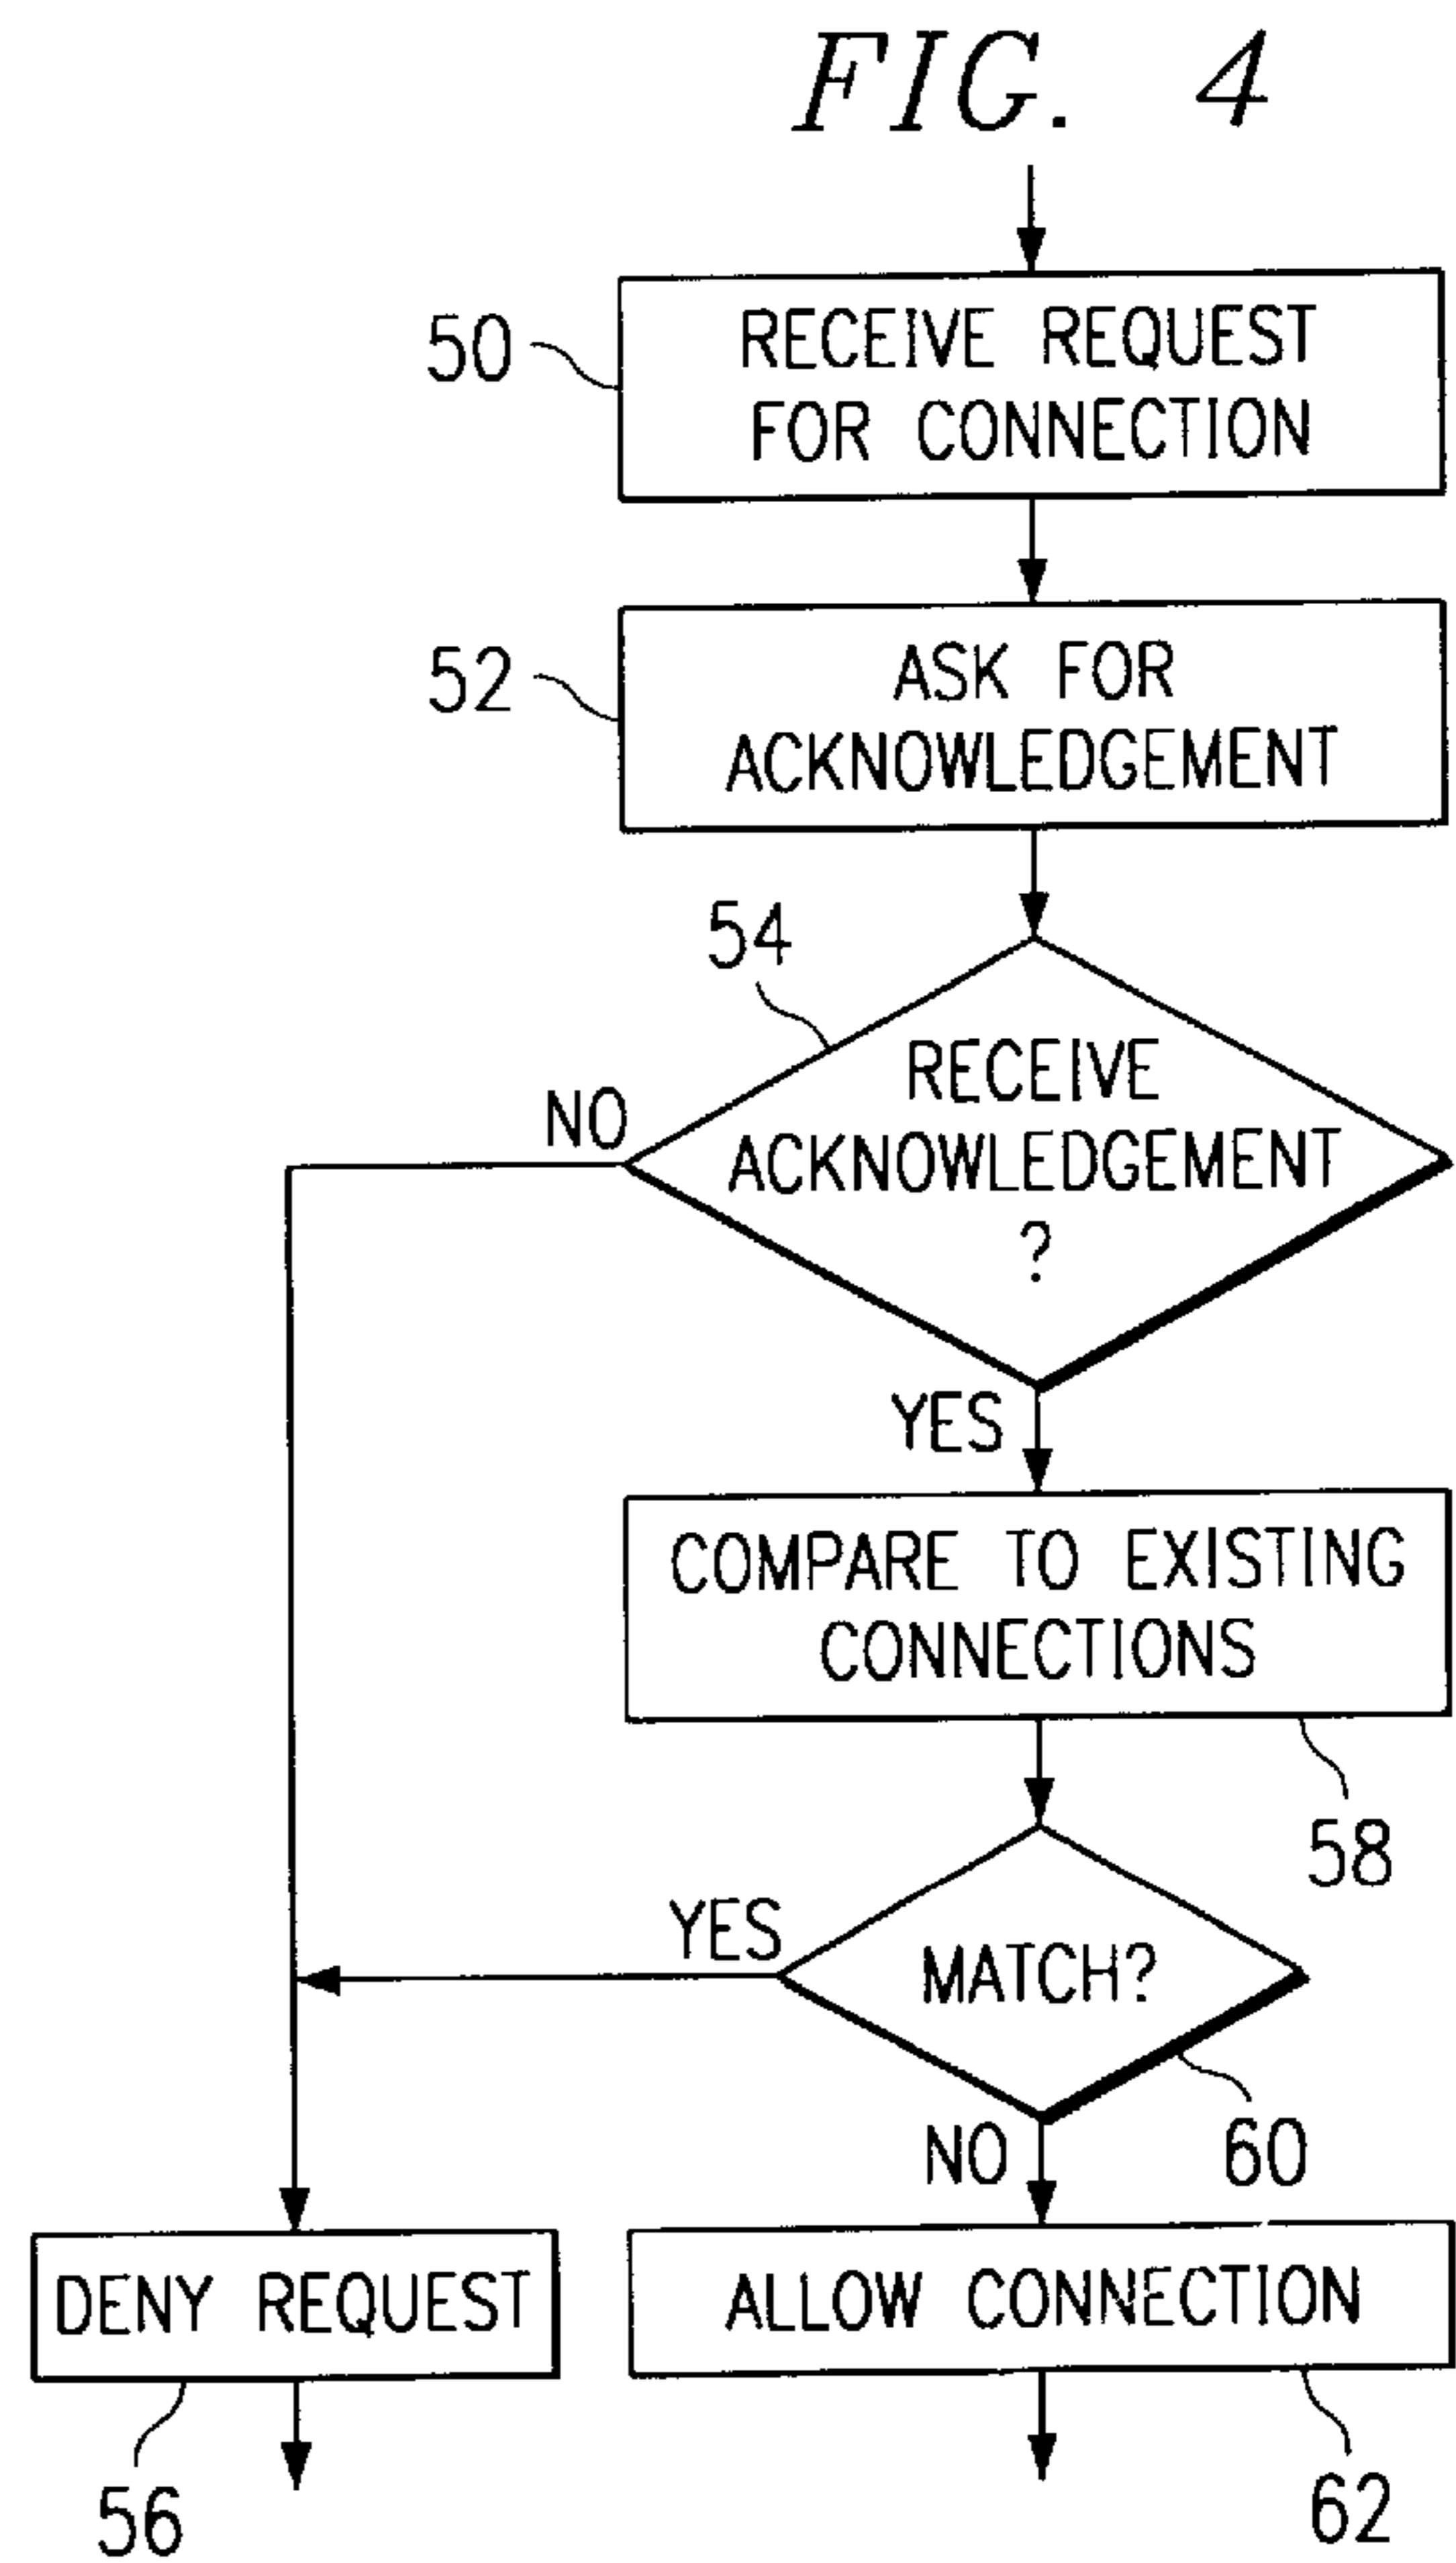 FIG. 4
50
RECEIVE REQUEST
FOR CONNECTION
52
ASK FOR
ACKNOWLEDGEMENT
54
RECEIVE
ACKNOWLEDGEMENT
?
NO
YES
COMPARE TO EXISTING
CONNECTIONS
58
YES
MATCH?
60
NO
DENY REQUEST
ALLOW CONNECTION
56
62